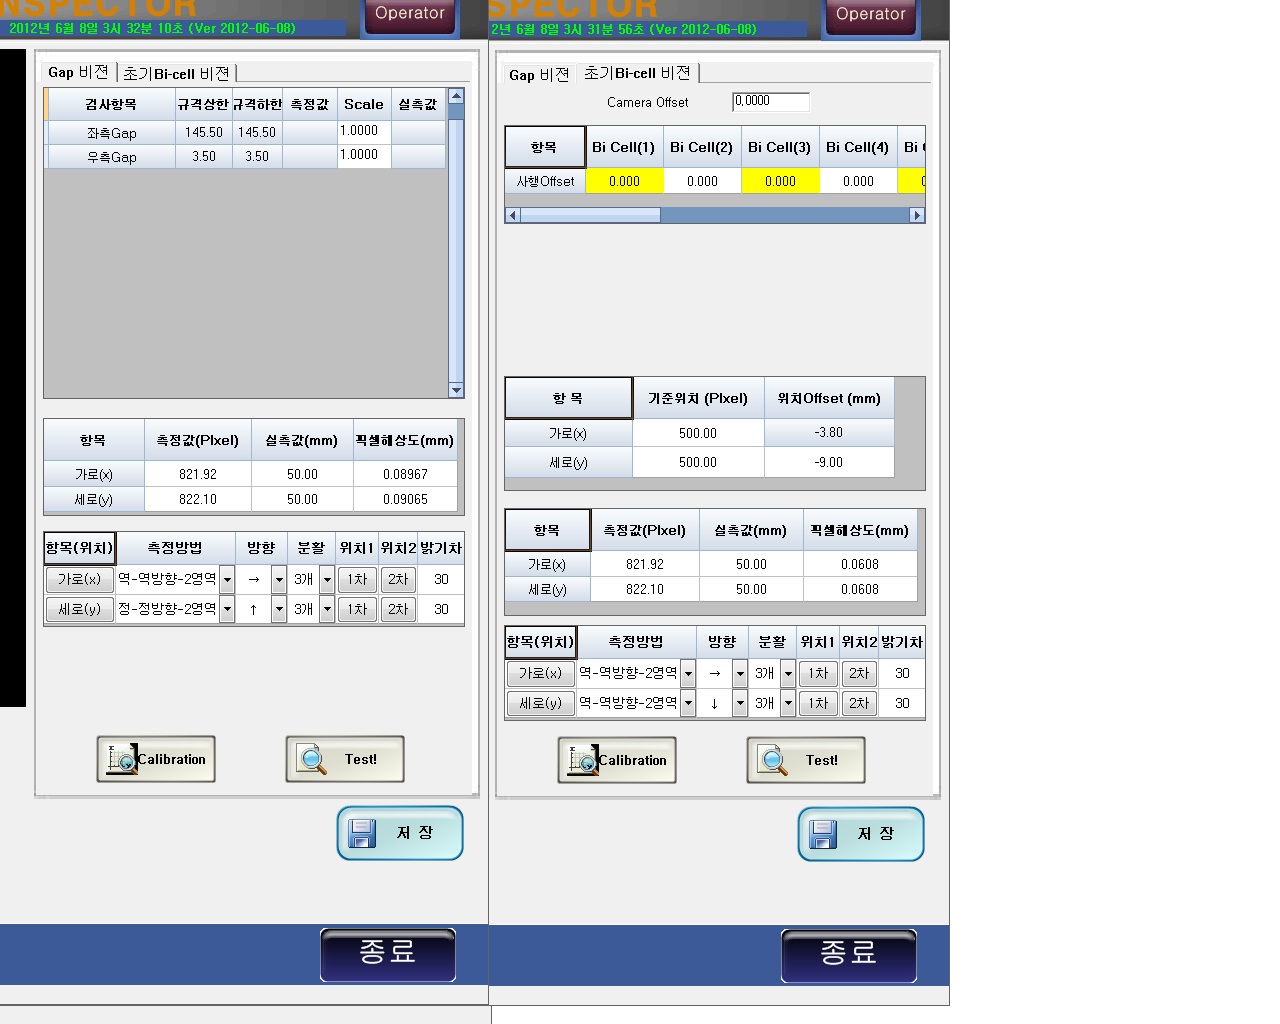 NSPECTOR
Operator
2012년 6월 8일 3시 32분 10초 (Ver 2012-06-08)
Gap 비젼 초기Bi-cell 비젼
검사항목 규격상한 규격하한 측정값 Scale 실측값
좌측Gap 145.50 145.50 1.0000
우측Gap 3.50 3.50 1.0000
항목 측정값(PIxel) 실측값(mm) 픽셀해상도(mm)
가로(x) 821.92 50.00 0.08967
세로(y) 822.10 50.00 0.09065
항목(위치) 측정방법 방향 분활 위치1 위치2 밝기차
가로(x) 역-역방향-2영역 → 3개 1차 2차 30
세로(y) 정-정방향-2영역 ↑ 3개 1차 2차 30
Calibration Test!
저 장
종료
SPECTOR
Operator
2년 6월 8일 3시 31분 56초 (Ver 2012-06-08)
Gap 비젼 초기Bi-cell 비젼
Camera Offset 0,0000
항목 Bi Cell(1) Bi Cell(2) Bi Cell(3) Bi Cell(4) Bi
사행Offset 0.000 0.000 0.000 0.000
항 목 기준위치 (PIxel) 위치Offset (mm)
가로(x) 500.00 -3.80
세로(y) 500.00 -9.00
항목 측정값(PIxel) 실측값(mm) 픽셀해상도(mm)
가로(x) 821.92 50.00 0.0608
세로(y) 822.10 50.00 0.0608
항목(위치) 측정방법 방향 분활 위치1 위치2 밝기차
가로(x) 역-역방향-2영역 → 3개 1차 2차 30
세로(y) 역-역방향-2영역 ↓ 3개 1차 2차 30
Calibration Test!
저 장
종료